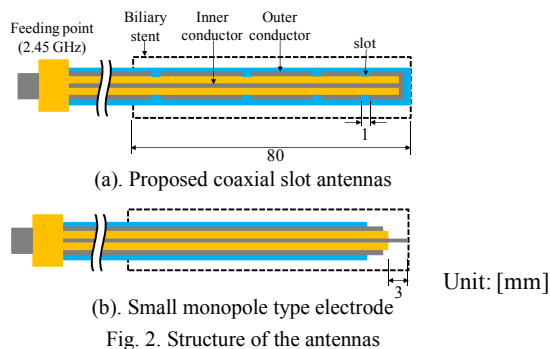 Feeding point
(2.45 GHz)
Biliary
stent
Inner
conductor
Outer
conductor
slot
1
80
(a). Proposed coaxial slot antennas
3
Unit: [mm]
(b). Small monopole type electrode
Fig. 2. Structure of the antennas